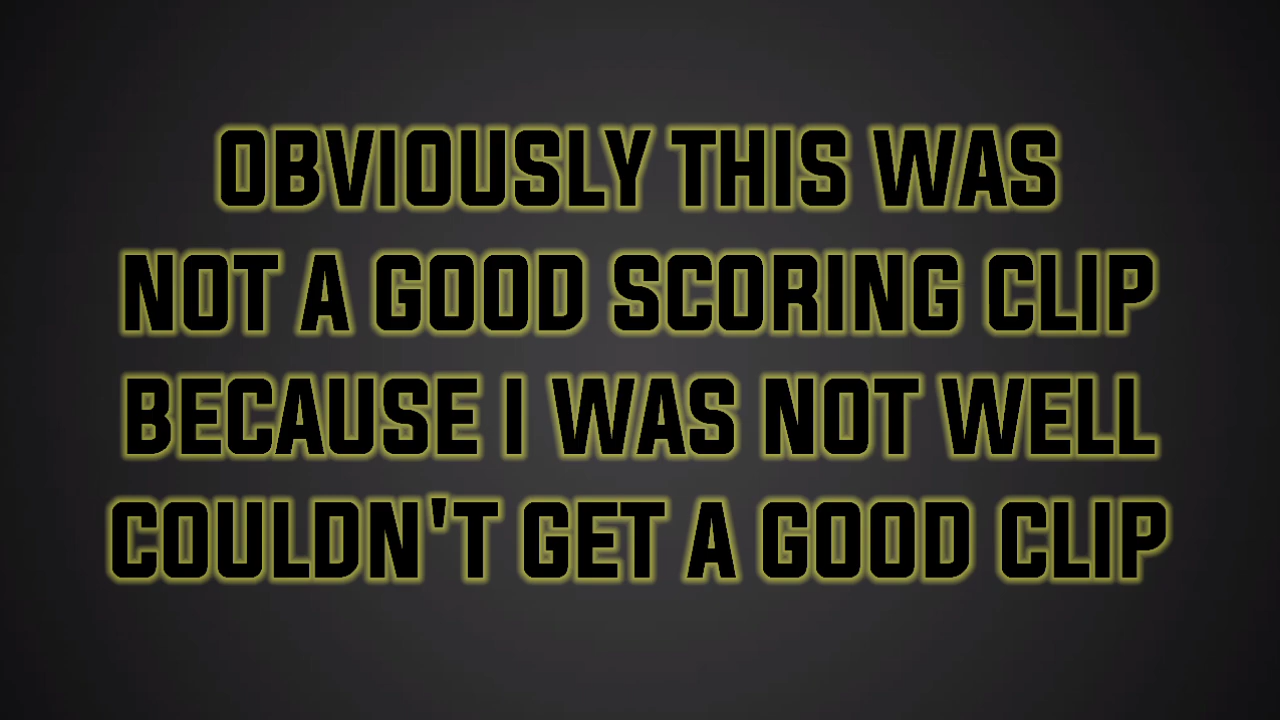 OBVIOUSLY THIS WAS
NOT A GOOD SCORING CLIP
BECAUSE I WAS NOT WELL
COULDN'T GET A GOOD CLIP